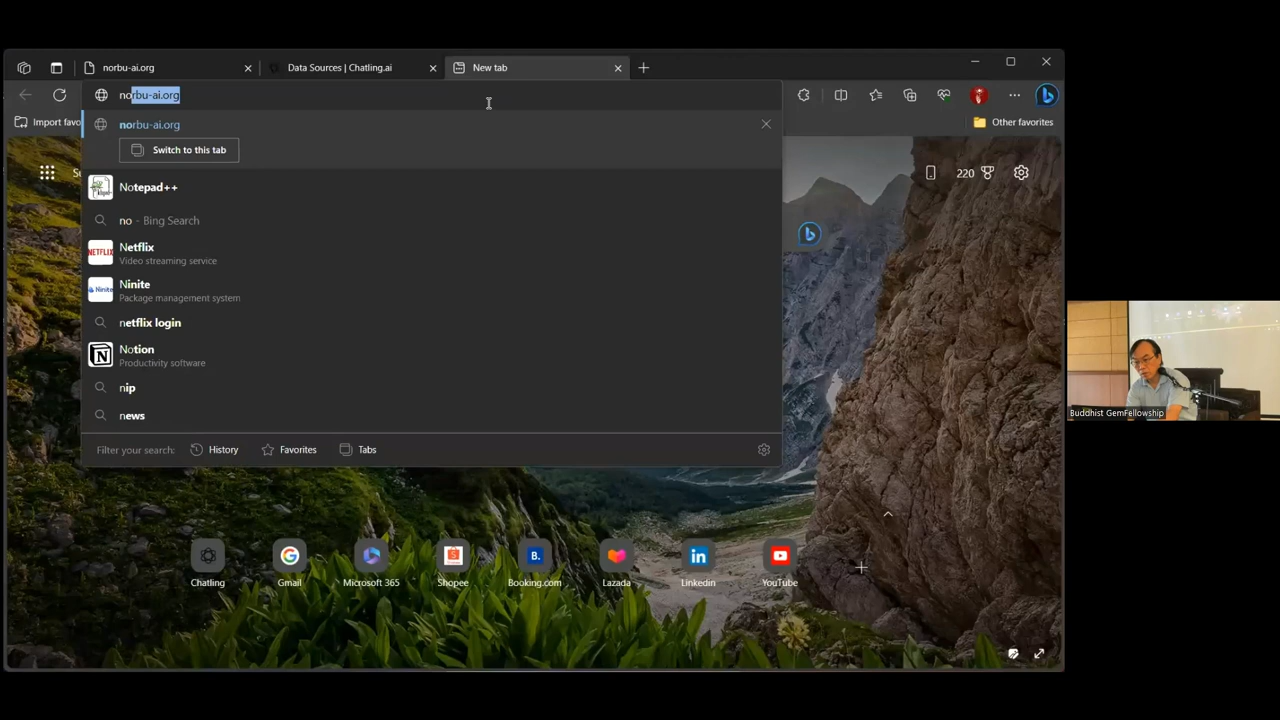 norbu-ai.org
Data Sources | Chatling.ai
New tab
norbu-ai.org
Import favo
Other favorites
norbu-ai.org
Switch to this tab
Su
220
Notepad++
no - Bing Search
NETFLIX
Netflix
Video streaming service
Ninite
Ninite
Package management system
netflix login
Notion
Productivity software
nip
news
Filter your search:
History
Favorites
Tabs
B.
Chatling
Gmail
Microsoft 365
Shopee
Booking.com
Lazada
Linkedin
YouTube
Buddhist GemFellowship